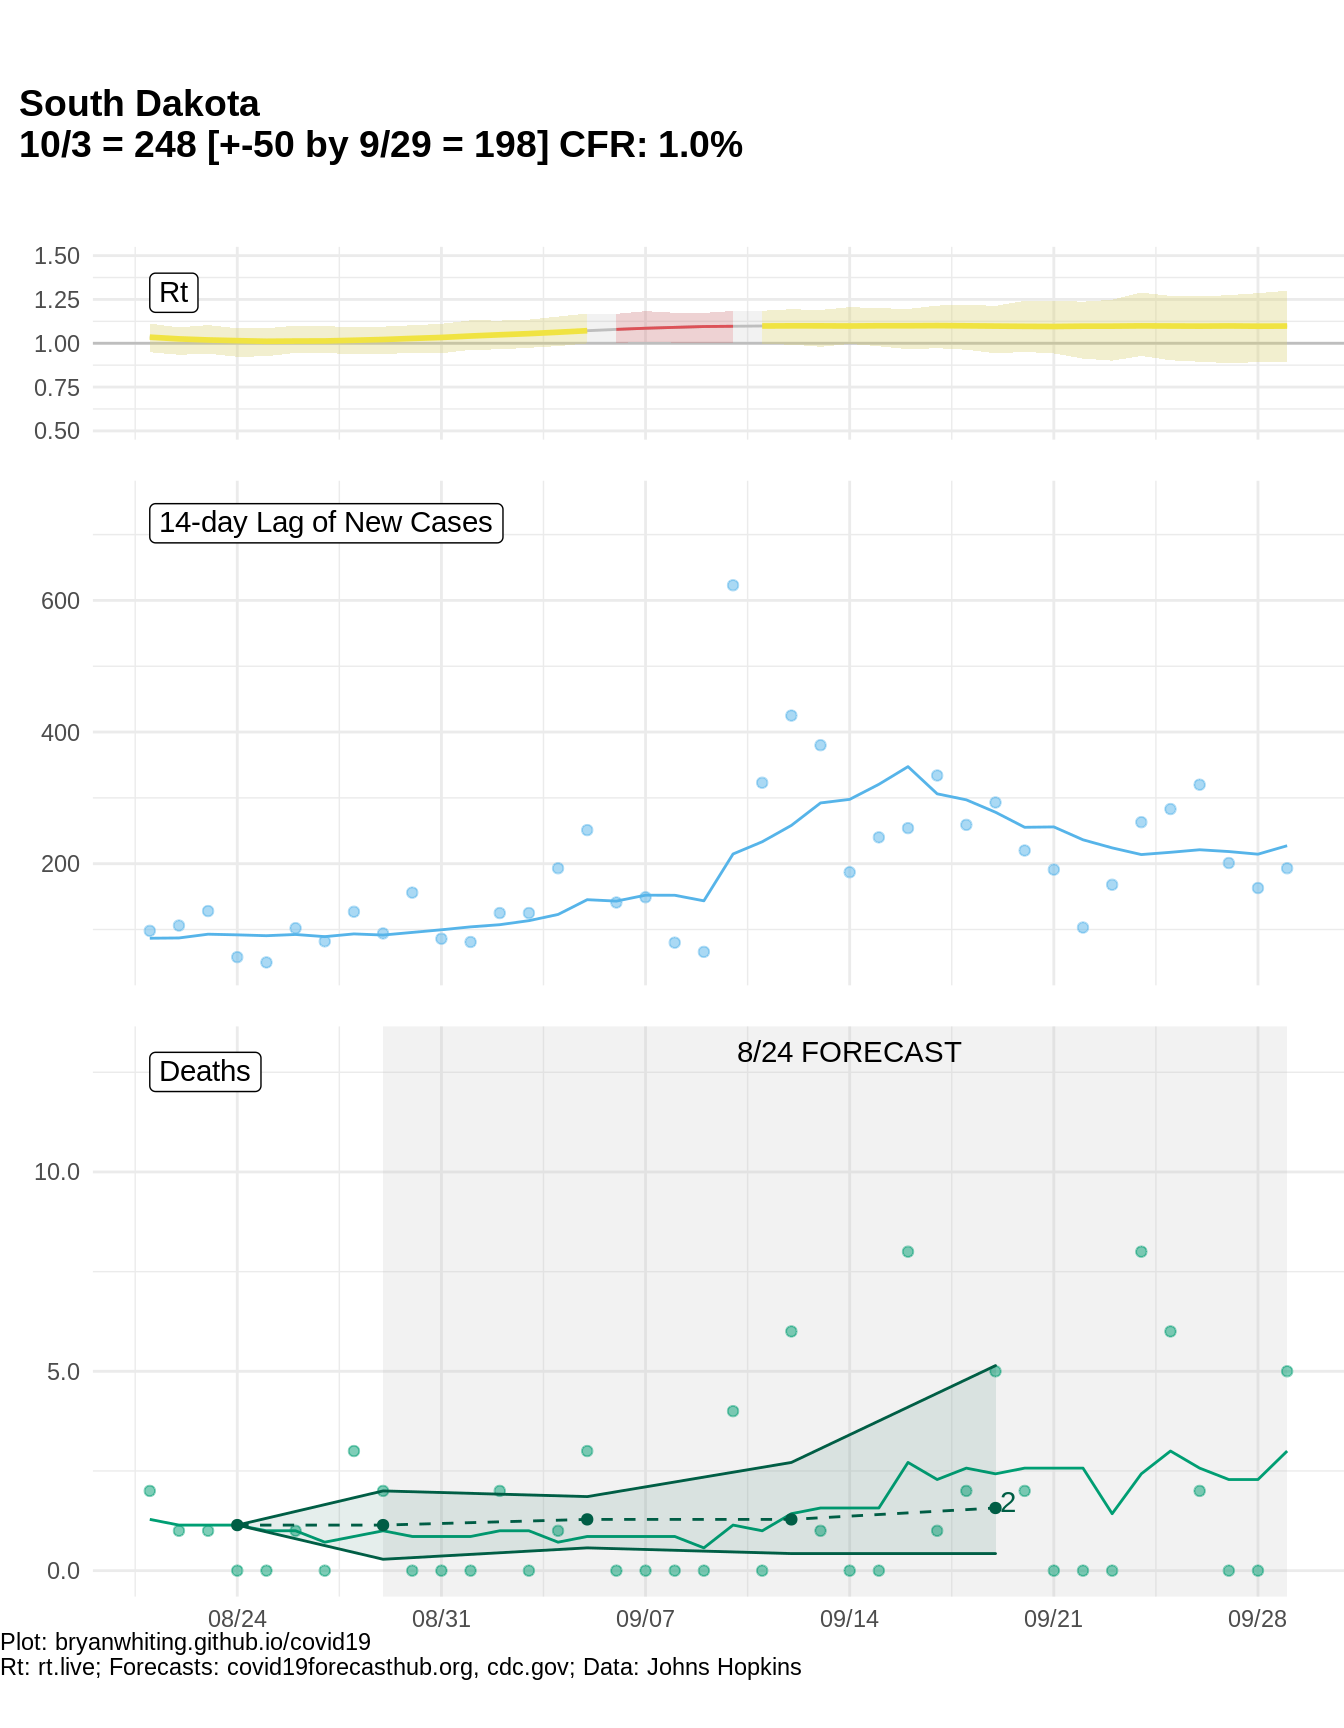 South Dakota
10/3 = 248 [+-50 by 9/29 = 198] CFR: 1.0%
1.50
1.25
1.00
0.75
0.50
Rt
14-day Lag of New Cases
600
400
200
Deaths
8/24 FORECAST
10.0
5.0
0.0
2
08/24 08/31 09/07 09/14 09/21 09/28
Plot: bryanwhiting.github.io/covid19
Rt: rt.live; Forecasts: covid19forecasthub.org, cdc.gov; Data: Johns Hopkins